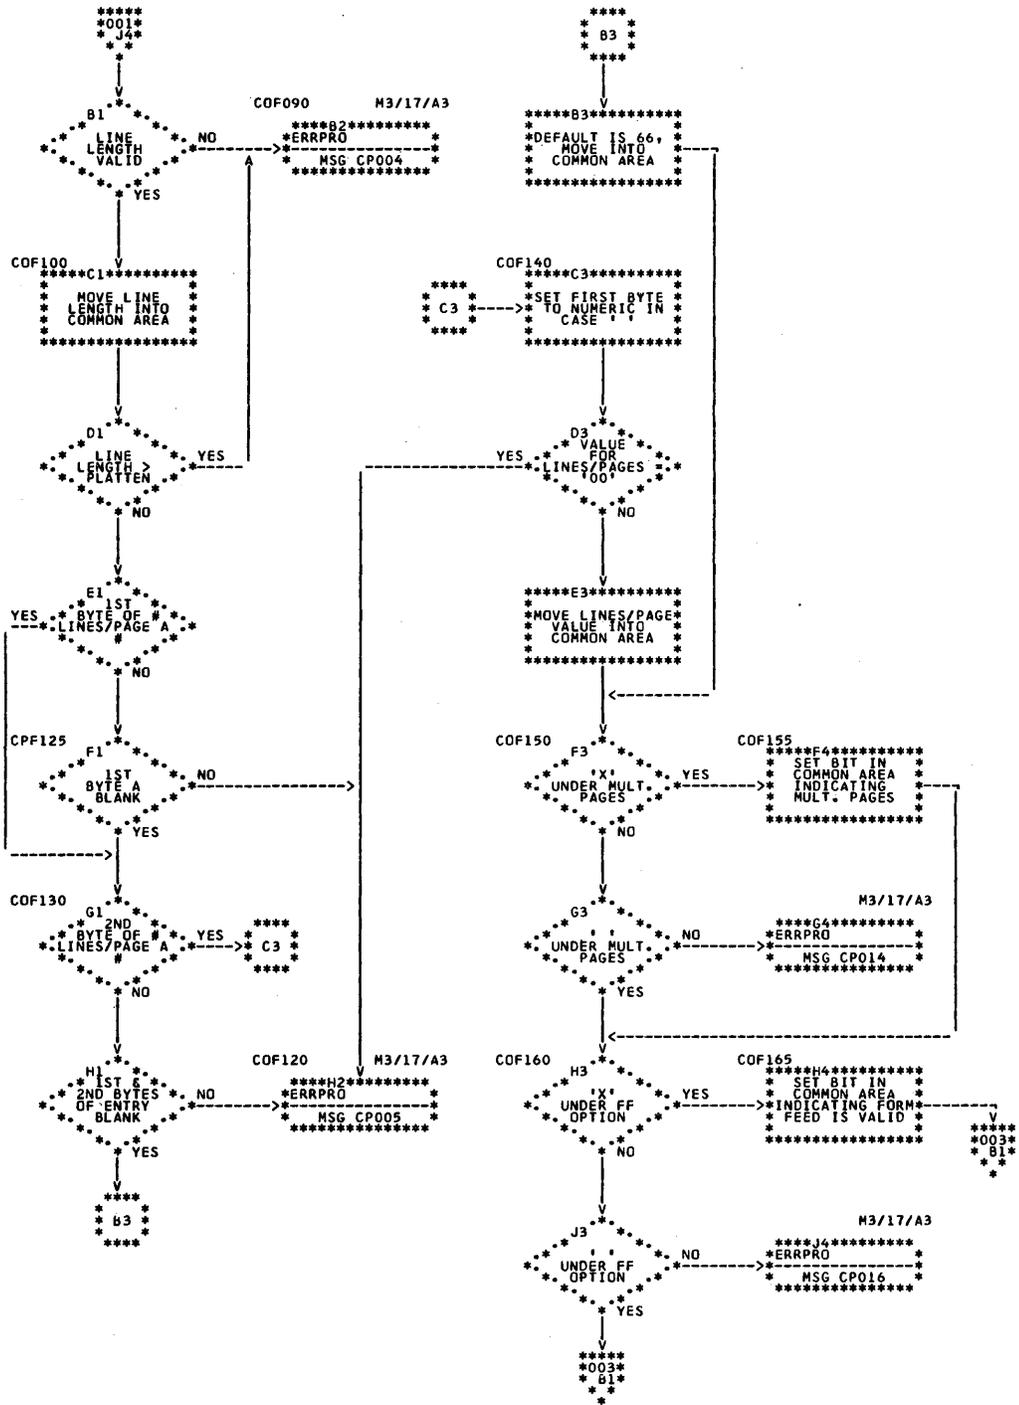 001
J4
B1
LINE
LENGTH
VALID
NO
YES
COF090
M3/17/A3
B2
ERRPRO
MSG CP004
COF100
C1
MOVE LINE
LENGTH INTO
COMMON AREA
D1
LINE
LENGTH >
PLATTEN
YES
NO
E1
1ST
BYTE OF #
LINES/PAGE A
#
YES
NO
CPF125
F1
1ST
BYTE A
BLANK
NO
YES
COF130
G1
2ND
BYTE OF #
LINES/PAGE A
#
YES
C3
NO
H1
1ST &
2ND BYTES
OF ENTRY
BLANK
NO
YES
COF120
M3/17/A3
H2
ERRPRO
MSG CP005
B3
B3
B3
DEFAULT IS 66,
MOVE INTO
COMMON AREA
COF140
C3
C3
SET FIRST BYTE
TO NUMERIC IN
CASE ' '
D3
VALUE
FOR
LINES/PAGES =
'00'
YES
NO
E3
MOVE LINES/PAGE
VALUE INTO
COMMON AREA
COF150
F3
'X'
UNDER MULT.
PAGES
YES
NO
COF155
F4
SET BIT IN
COMMON AREA
INDICATING
MULT. PAGES
G3
' '
UNDER MULT.
PAGES
NO
YES
M3/17/A3
G4
ERRPRO
MSG CP014
COF160
H3
'X'
UNDER FF
OPTION
YES
NO
COF165
H4
SET BIT IN
COMMON AREA
INDICATING FORM
FEED IS VALID
003
B1
J3
' '
UNDER FF
OPTION
NO
YES
M3/17/A3
J4
ERRPRO
MSG CP016
003
B1